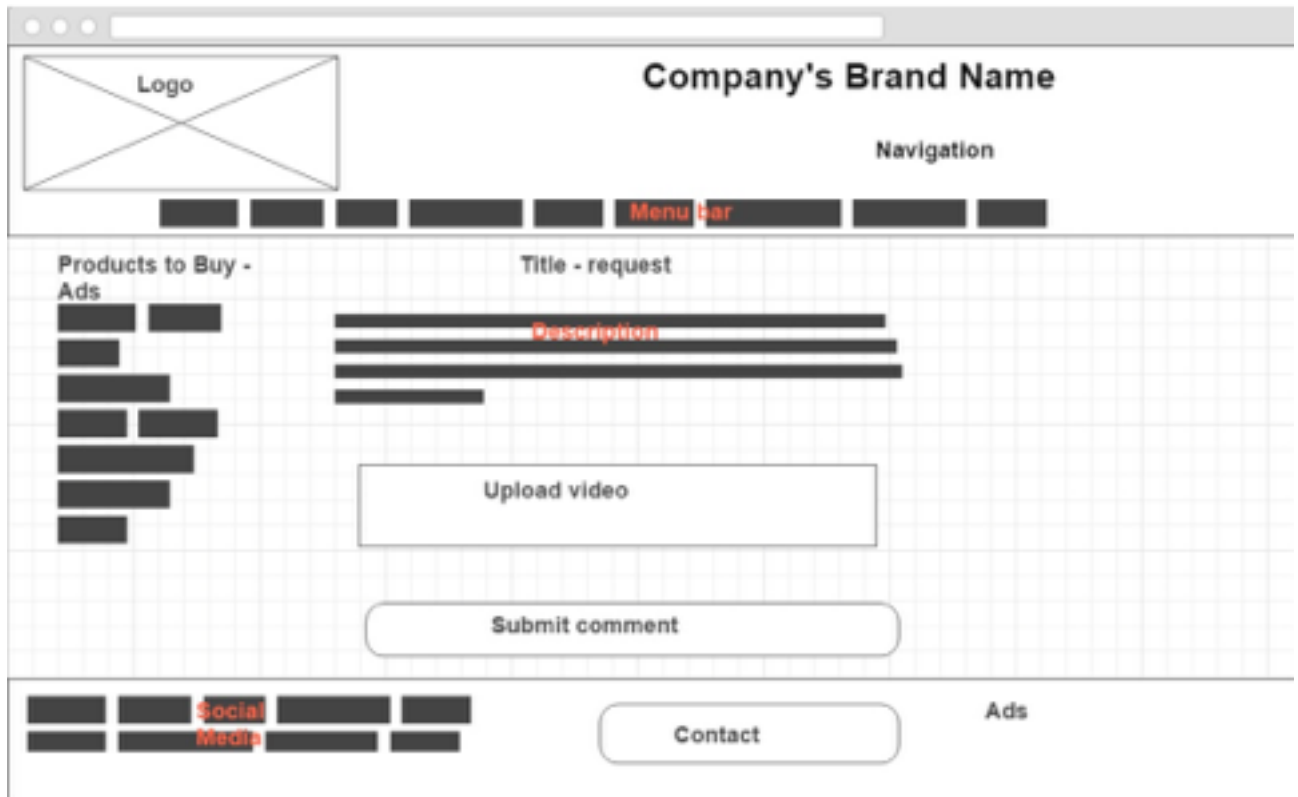 Logo
Company's Brand Name
Navigation
Menu bar
Products to Buy -
Ads
Title - request
Description
Upload video
Submit comment
Social
Media
Contact
Ads